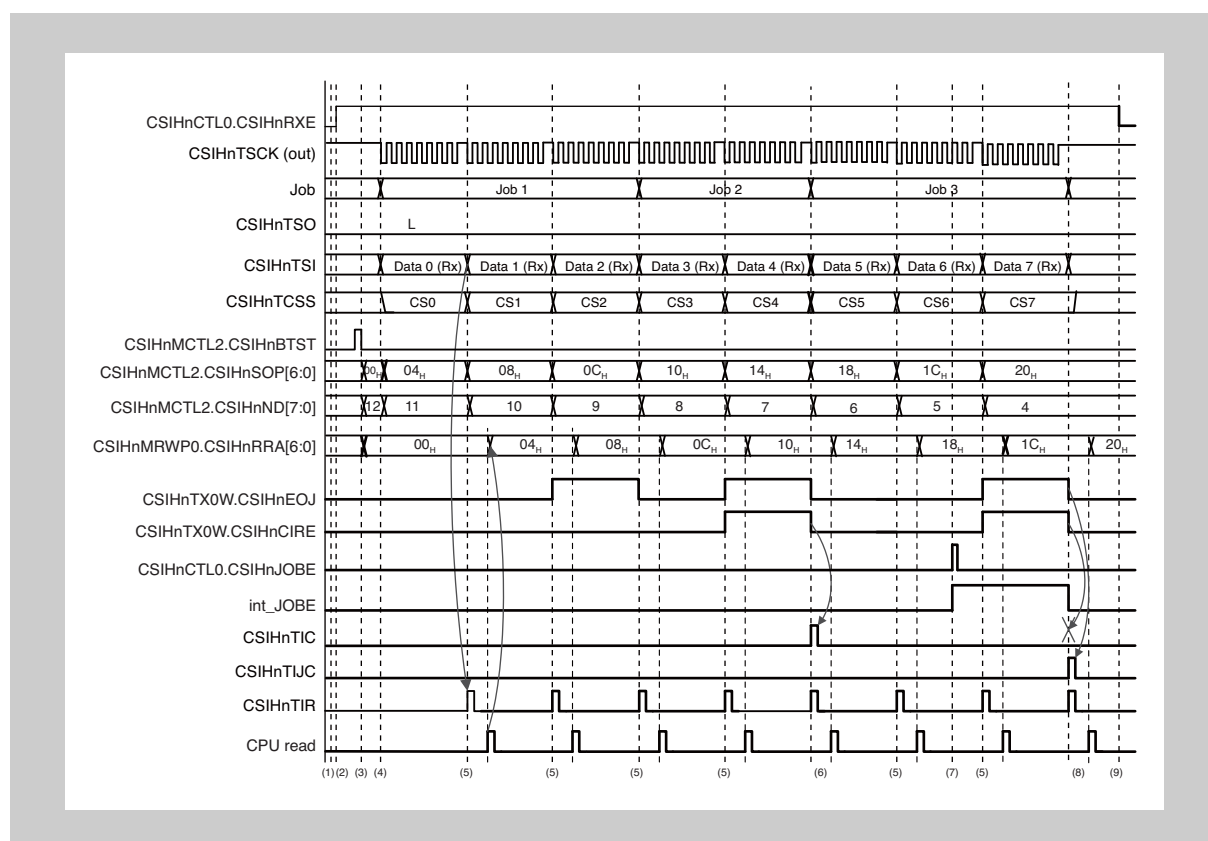 CSIHnCTL0.CSIHnRXE
CSIHnTSCK (out)
Job Job 1 Job 2 Job 3
CSIHnTSO L
CSIHnTSI Data 0 (Rx) Data 1 (Rx) Data 2 (Rx) Data 3 (Rx) Data 4 (Rx) Data 5 (Rx) Data 6 (Rx) Data 7 (Rx)
CSIHnTCSS CS0 CS1 CS2 CS3 CS4 CS5 CS6 CS7
CSIHnMCTL2.CSIHnBTST
CSIHnMCTL2.CSIHnSOP[6:0] 00H 04H 08H 0CH 10H 14H 18H 1CH 20H
CSIHnMCTL2.CSIHnND[7:0] 12 11 10 9 8 7 6 5 4
CSIHnMRWP0.CSIHnRRA[6:0] 00H 04H 08H 0CH 10H 14H 18H 1CH 20H
CSIHnTX0W.CSIHnEOJ
CSIHnTX0W.CSIHnCIRE
CSIHnCTL0.CSIHnJOBE
int_JOBE
CSIHnTIC
CSIHnTIJC
CSIHnTIR
CPU read
(1) (2) (3) (4) (5) (5) (5) (5) (6) (5) (7) (5) (8) (9)